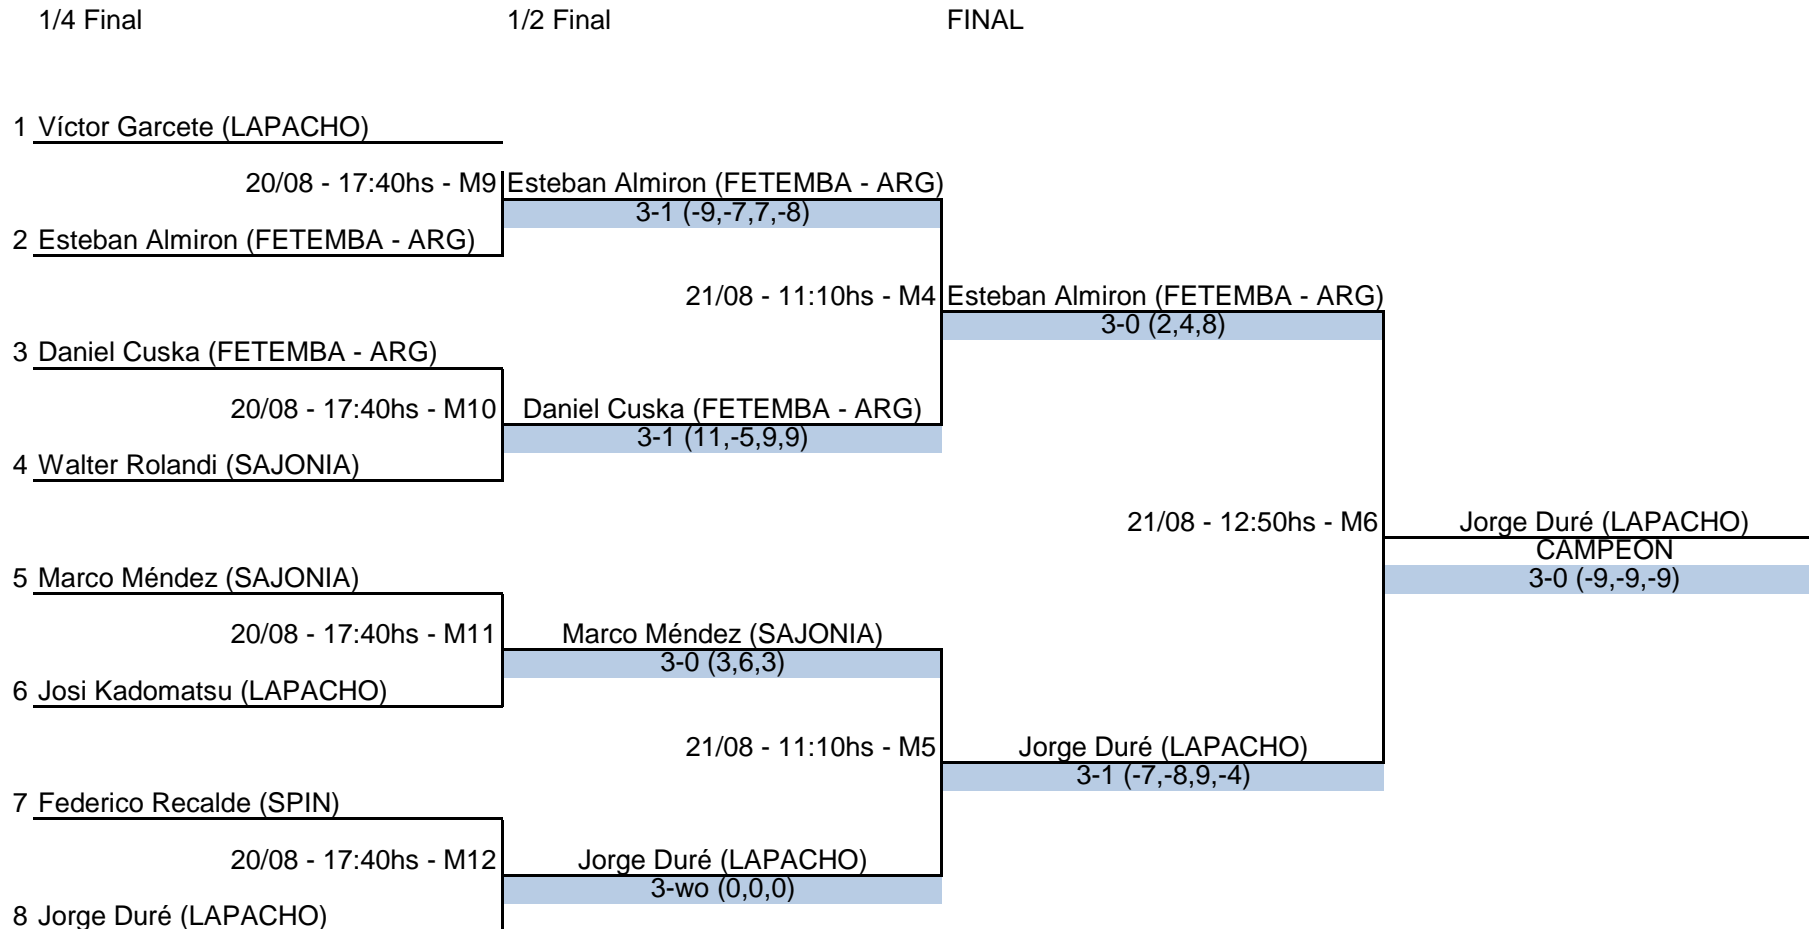 1/4 Final 1/2 Final FINAL
1 Víctor Garcete (LAPACHO)
20/08 - 17:40hs - M9 Esteban Almiron (FETEMBA - ARG)
3-1 (-9,-7,7,-8)
2 Esteban Almiron (FETEMBA - ARG)
21/08 - 11:10hs - M4 Esteban Almiron (FETEMBA - ARG)
3-0 (2,4,8)
3 Daniel Cuska (FETEMBA - ARG)
20/08 - 17:40hs - M10 Daniel Cuska (FETEMBA - ARG)
3-1 (11,-5,9,9)
4 Walter Rolandi (SAJONIA)
21/08 - 12:50hs - M6 Jorge Duré (LAPACHO)
CAMPEON
3-0 (-9,-9,-9)
5 Marco Méndez (SAJONIA)
20/08 - 17:40hs - M11 Marco Méndez (SAJONIA)
3-0 (3,6,3)
6 Josi Kadomatsu (LAPACHO)
21/08 - 11:10hs - M5 Jorge Duré (LAPACHO)
3-1 (-7,-8,9,-4)
7 Federico Recalde (SPIN)
20/08 - 17:40hs - M12 Jorge Duré (LAPACHO)
3-wo (0,0,0)
8 Jorge Duré (LAPACHO)